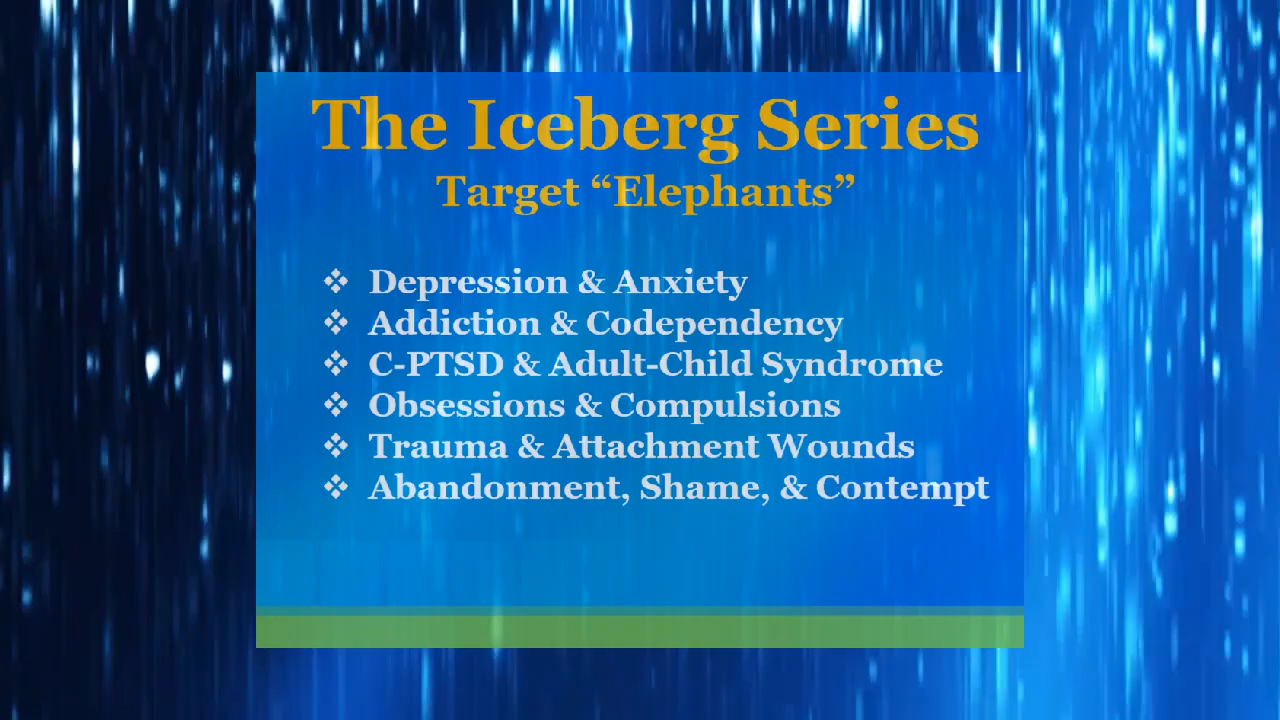 The Iceberg Series
Target “Elephants”
❖ Depression & Anxiety
❖ Addiction & Codependency
❖ C-PTSD & Adult-Child Syndrome
❖ Obsessions & Compulsions
❖ Trauma & Attachment Wounds
❖ Abandonment, Shame, & Contempt